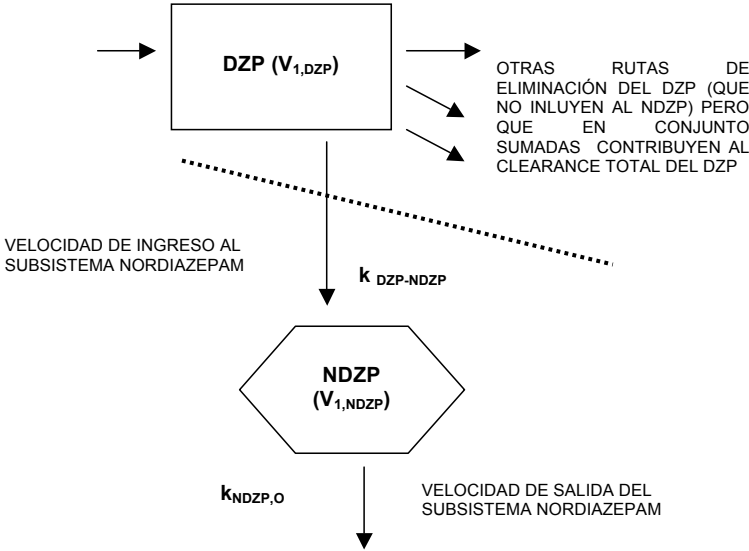 DZP (V1,DZP)
OTRAS RUTAS DE
ELIMINACIÓN DEL DZP (QUE
NO INLUYEN AL NDZP) PERO
QUE EN CONJUNTO
SUMADAS CONTRIBUYEN AL
CLEARANCE TOTAL DEL DZP
VELOCIDAD DE INGRESO AL
SUBSISTEMA NORDIAZEPAM
k DZP-NDZP
NDZP
(V1,NDZP)
kNDZP,O
VELOCIDAD DE SALIDA DEL
SUBSISTEMA NORDIAZEPAM